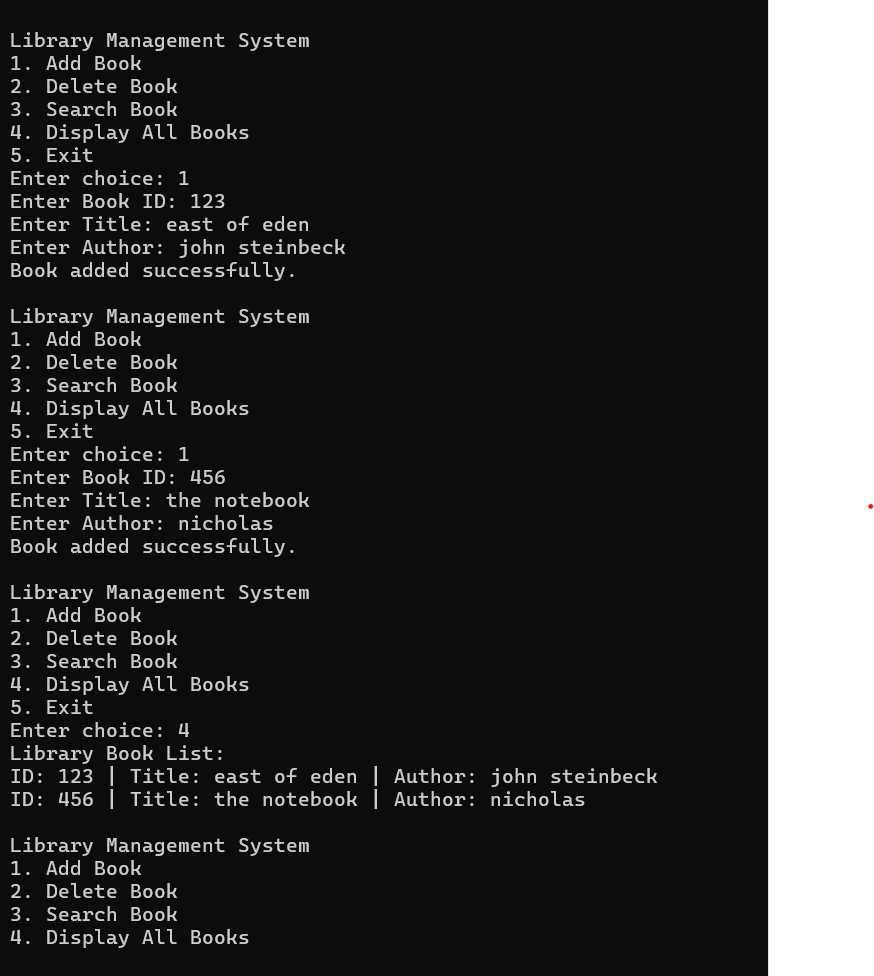 Library Management System
1. Add Book
2. Delete Book
3. Search Book
4. Display All Books
5. Exit
Enter choice: 1
Enter Book ID: 123
Enter Title: east of eden
Enter Author: john steinbeck
Book added successfully.

Library Management System
1. Add Book
2. Delete Book
3. Search Book
4. Display All Books
5. Exit
Enter choice: 1
Enter Book ID: 456
Enter Title: the notebook
Enter Author: nicholas
Book added successfully.

Library Management System
1. Add Book
2. Delete Book
3. Search Book
4. Display All Books
5. Exit
Enter choice: 4
Library Book List:
ID: 123 | Title: east of eden | Author: john steinbeck
ID: 456 | Title: the notebook | Author: nicholas

Library Management System
1. Add Book
2. Delete Book
3. Search Book
4. Display All Books